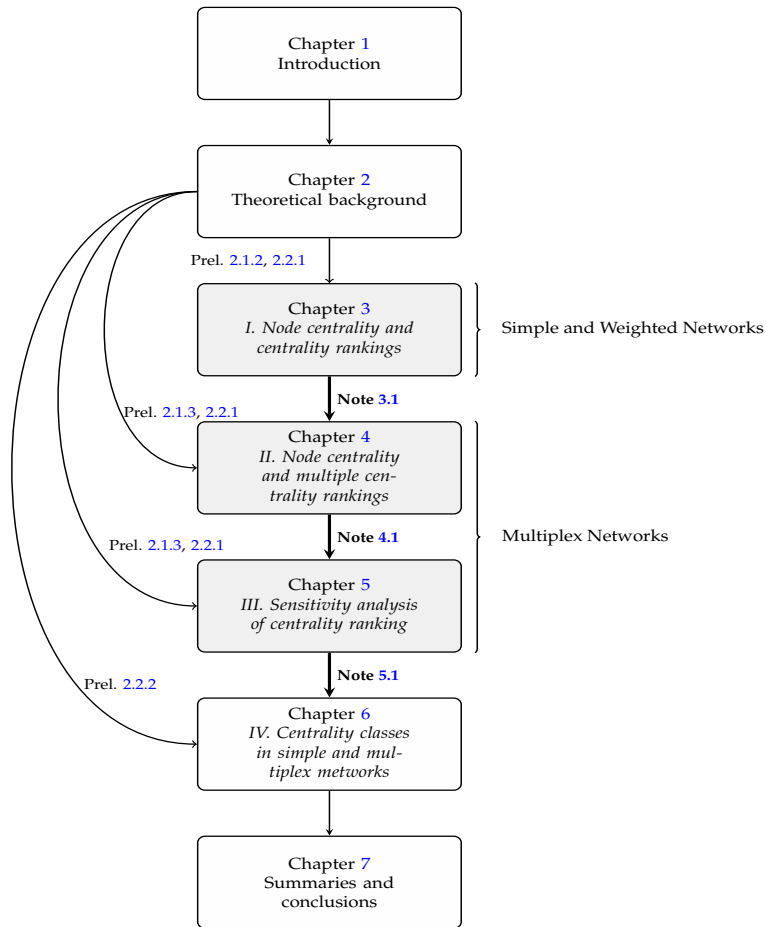 Chapter 1
Introduction
Chapter 2
Theoretical background
Prel. 2.1.2, 2.2.1
Chapter 3
I. Node centrality and
centrality rankings
Simple and Weighted Networks
Note 3.1
Prel. 2.1.3, 2.2.1
Chapter 4
II. Node centrality
and multiple cen-
trality rankings
Note 4.1
Multiplex Networks
Prel. 2.1.3, 2.2.1
Chapter 5
III. Sensitivity analysis
of centrality ranking
Note 5.1
Prel. 2.2.2
Chapter 6
IV. Centrality classes
in simple and mul-
tiplex metworks
Chapter 7
Summaries and
conclusions